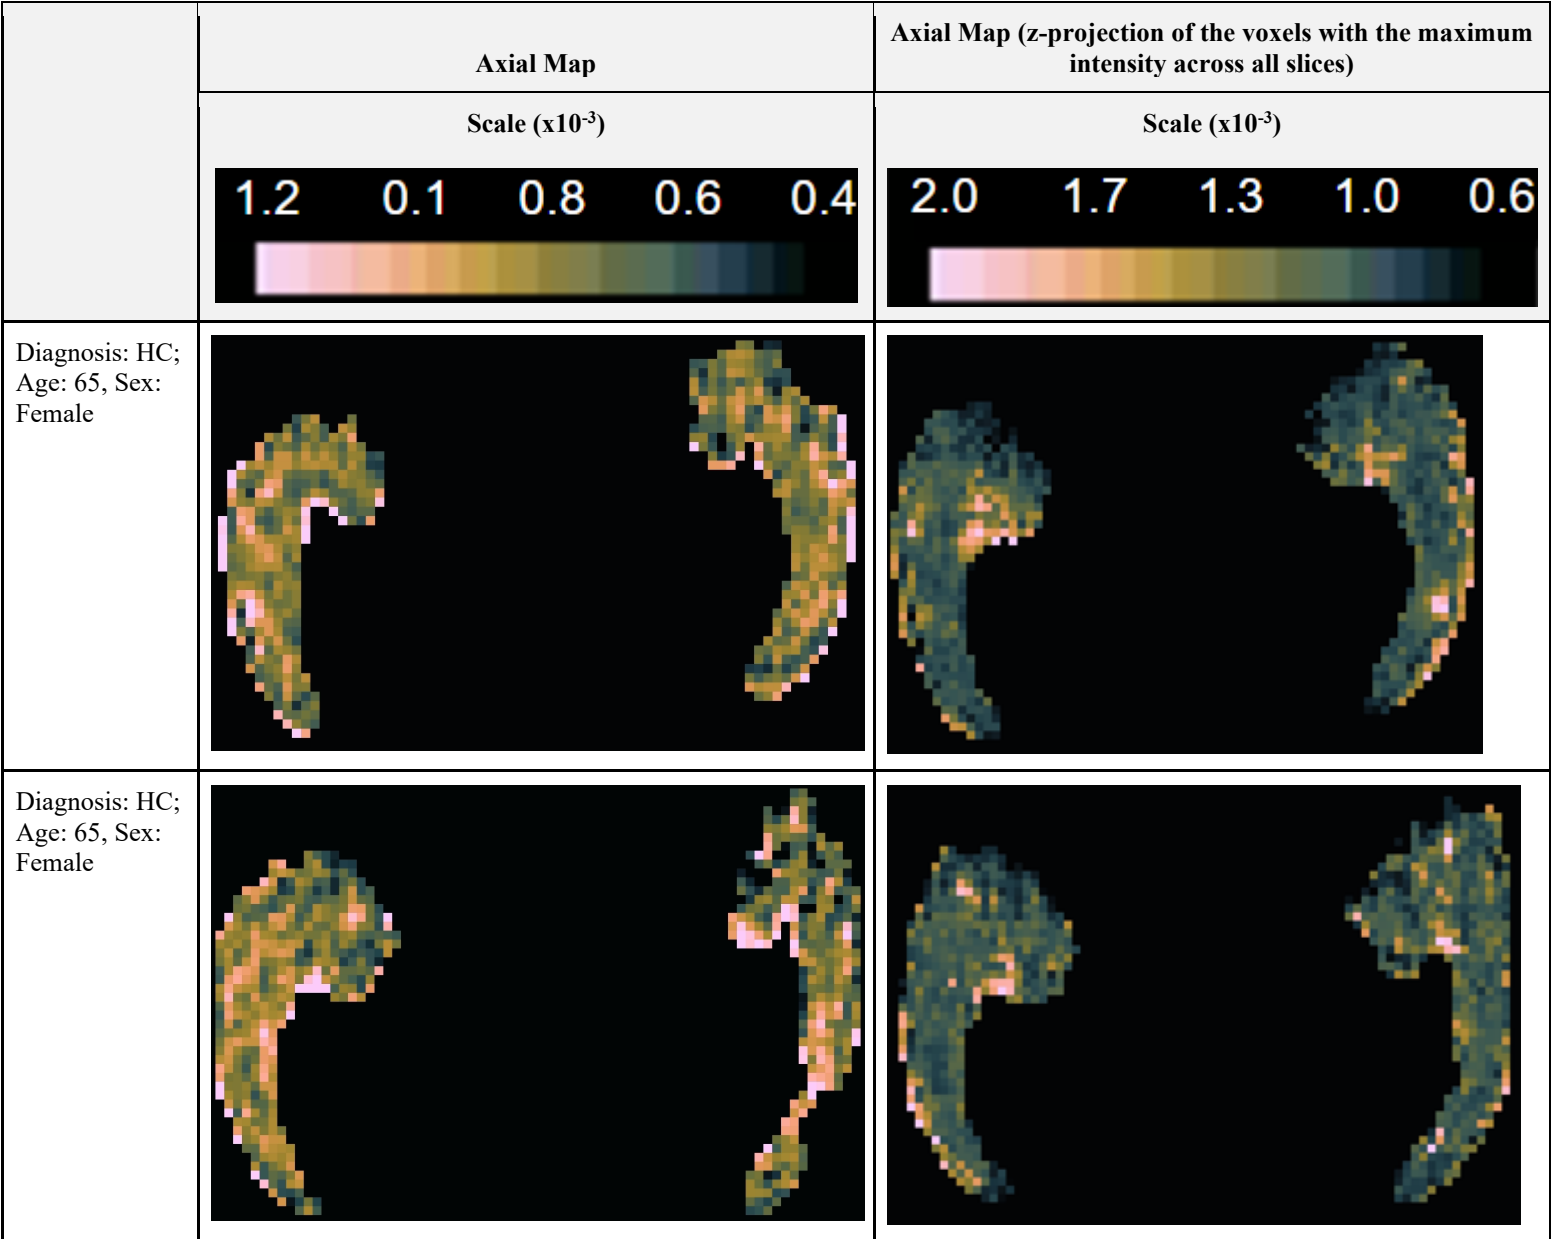 Axial Map
Axial Map (z-projection of the voxels with the maximum
intensity across all slices)
Scale (x10-3)
Scale (x10-3)
1.2 0.1 0.8 0.6 0.4
2.0 1.7 1.3 1.0 0.6
Diagnosis: HC;
Age: 65, Sex:
Female
Diagnosis: HC;
Age: 65, Sex:
Female